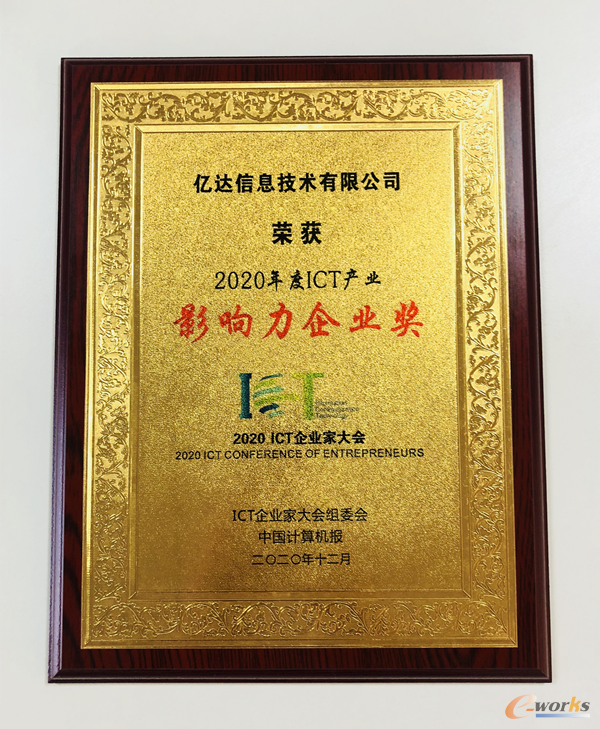 亿达信息技术有限公司
荣获
2020年度ICT产业
影响力企业奖
ICT
2020 ICT企业家大会
2020 ICT CONFERENCE OF ENTREPRENEURS
ICT企业家大会组委会
中国计算机报
二〇二〇年十二月
e-works